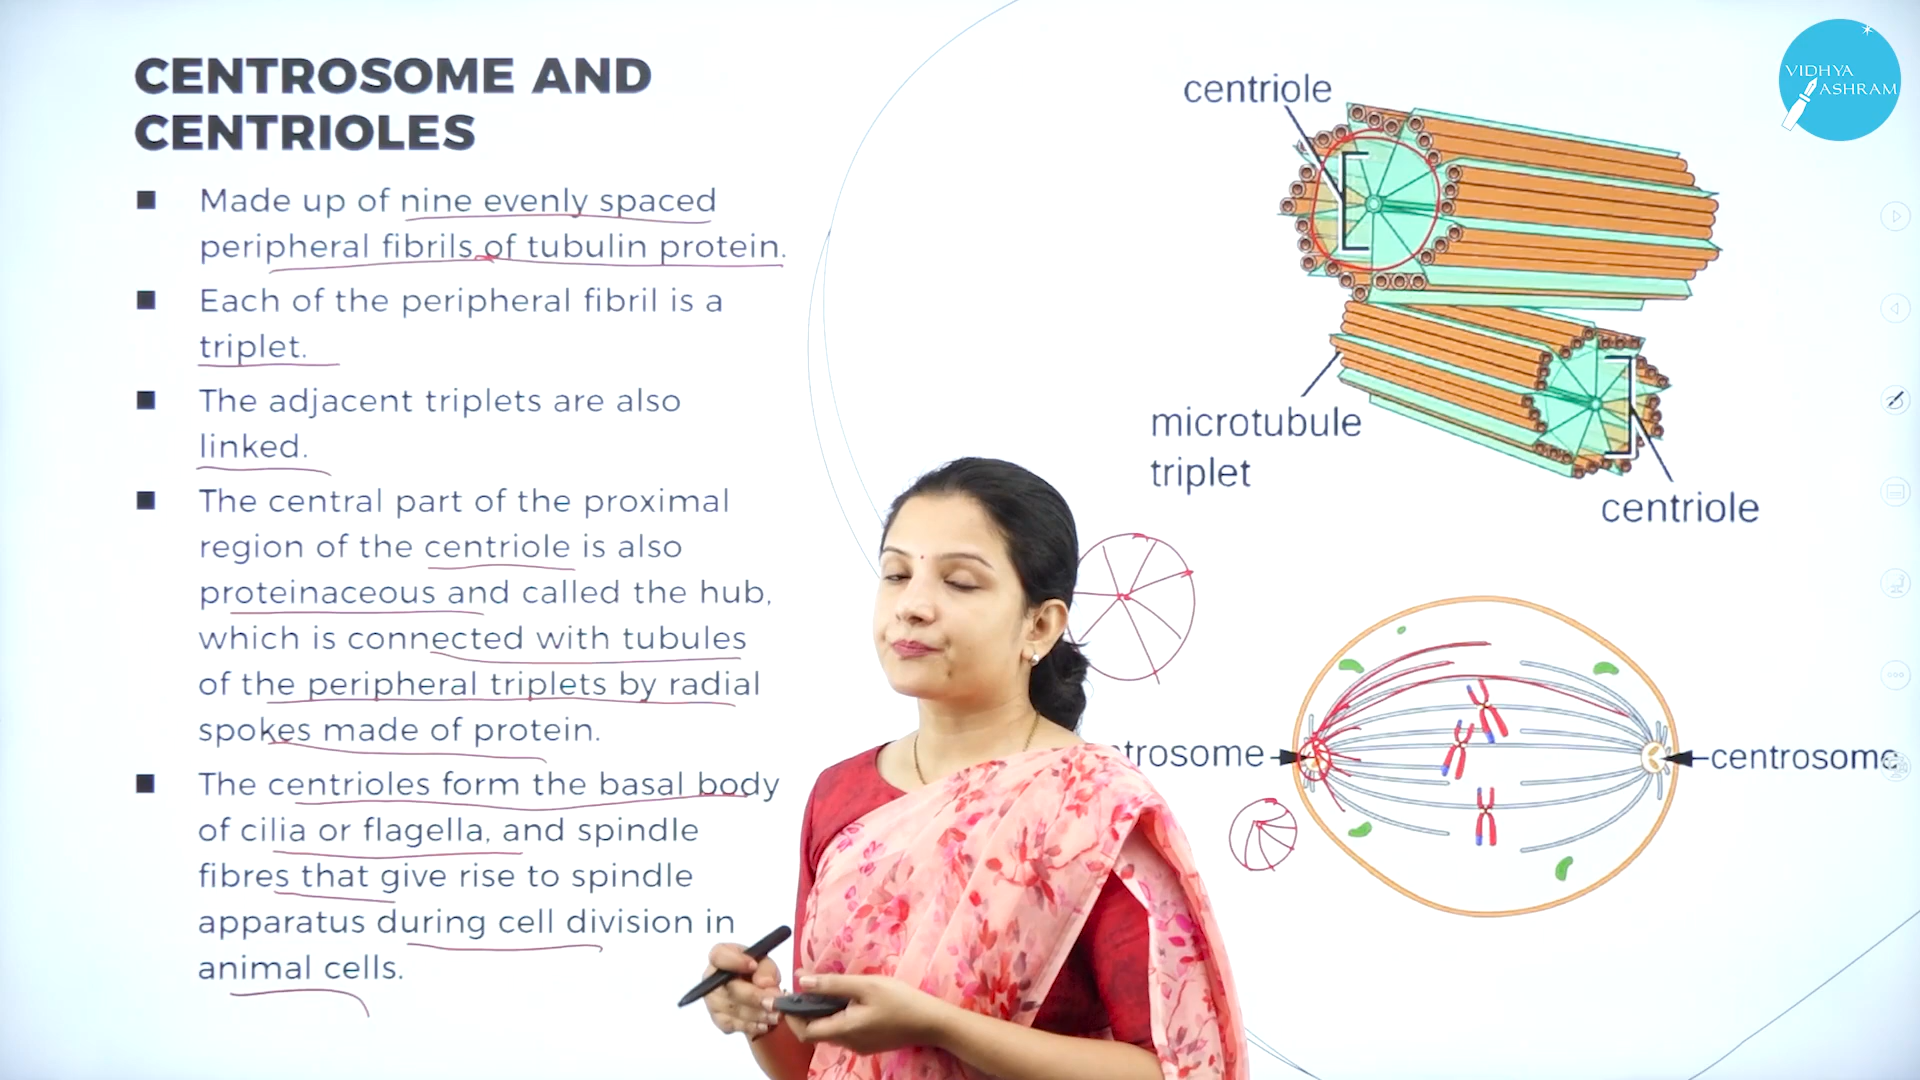 CENTROSOME AND
CENTRIOLES
■ Made up of nine evenly spaced
peripheral fibrils of tubulin protein.
■ Each of the peripheral fibril is a
triplet.
■ The adjacent triplets are also
linked.
■ The central part of the proximal
region of the centriole is also
proteinaceous and called the hub,
which is connected with tubules
of the peripheral triplets by radial
spokes made of protein.
■ The centrioles form the basal body
of cilia or flagella, and spindle
fibres that give rise to spindle
apparatus during cell division in
animal cells.
centriole
microtubule
triplet
centriole
trosome
centrosome
VIDHYA
ASHRAM